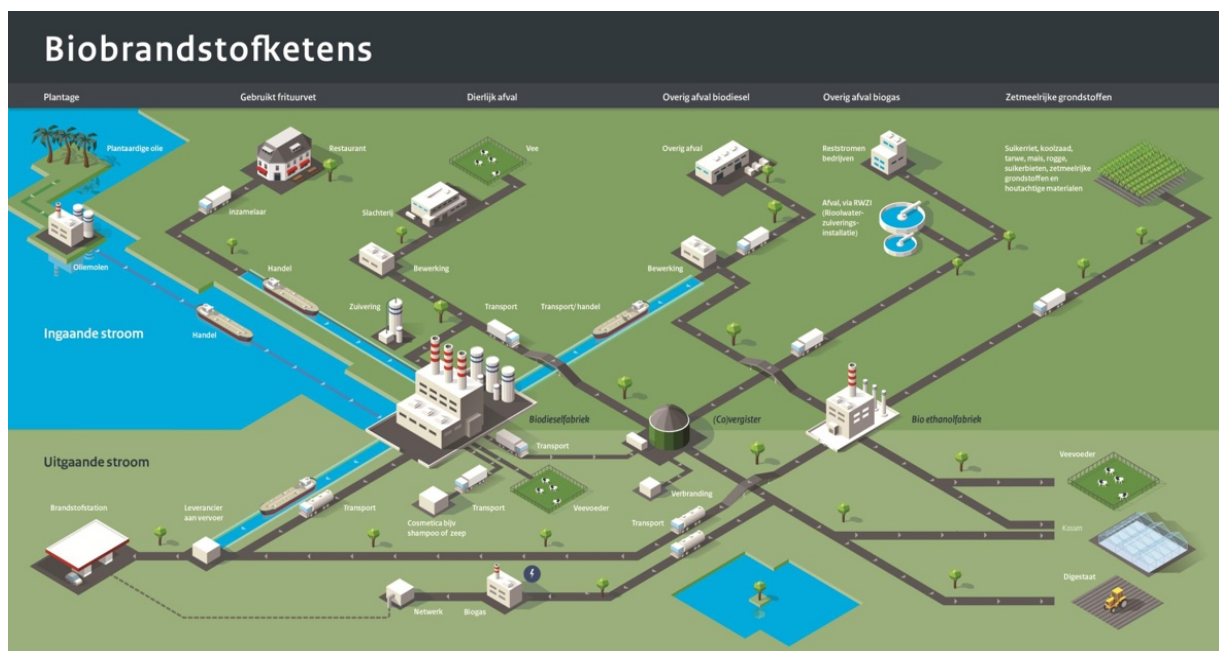 Biobrandstofketens
Plantage
Gebruikt frituurvet
Dierlijk afval
Overig afval biodiesel
Overig afval biogas
Zetmeelrijke grondstoffen
Plantaardige olie
Restaurant
Vee
Overig afval
Reststromen
bedrijven
Suikerriet, koolzaad,
tarwe, mais, rogge,
suikerbieten, zetmeelrijke
grondstoffen en
houtachtige materialen
Inzamelaar
Slachterij
Afval, via RWZI
(Rioolwater-
zuiverings-
installatie)
Oliemolen
Handel
Bewerking
Bewerking
Zuivering
Transport
Transport/handel
Ingaande stroom
Handel
Biodieselfabriek
(Co)vergister
Bio ethanolfabriek
Uitgaande stroom
Transport
Veevoeder
Brandstofstation
Leverancier
aan vervoer
Transport
Transport
Veevoeder
Verbranding
Cosmetica bijv
shampoo of zeep
Transport
Kassen
Digestaat
Netwerk
Biogas